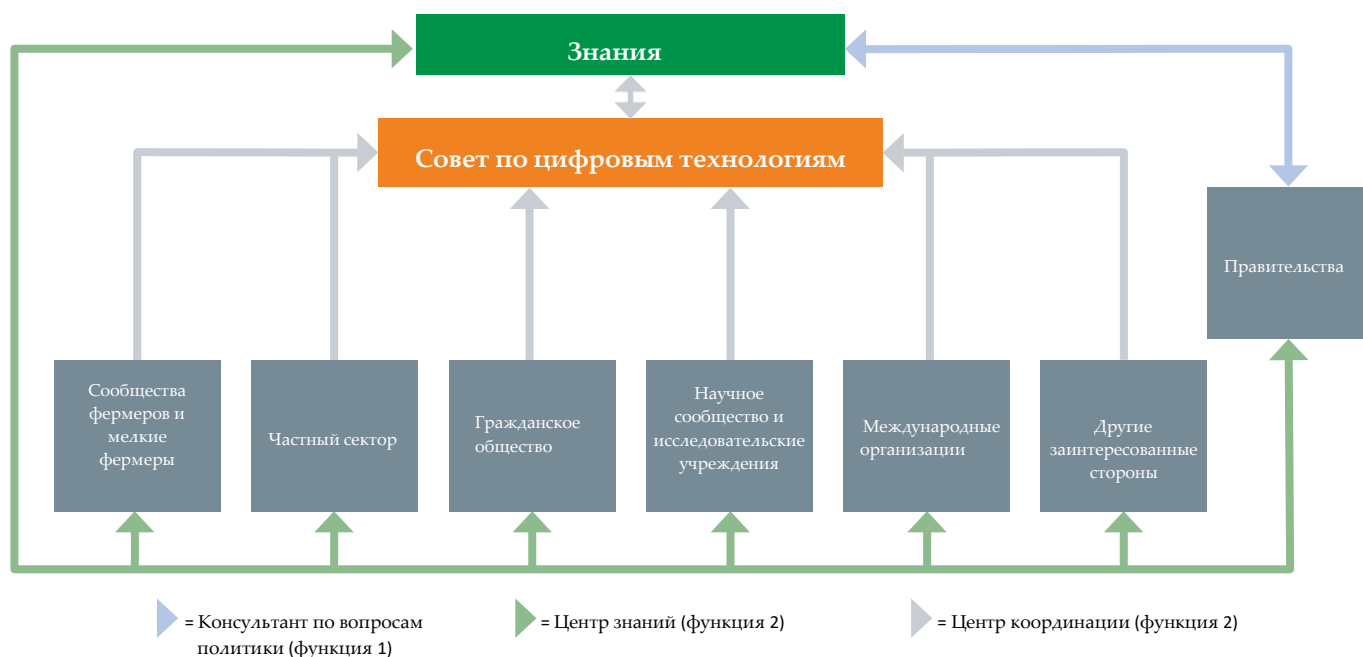 Знания
Совет по цифровым технологиям
Правительства
Сообщества
фермеров и
мелкие
фермеры
Частный сектор
Гражданское
общество
Научное
сообщество и
исследовательские
учреждения
Международные
организации
Другие
заинтересованные
стороны
= Консультант по вопросам
политики (функция 1)
= Центр знаний (функция 2)
= Центр координации (функция 2)